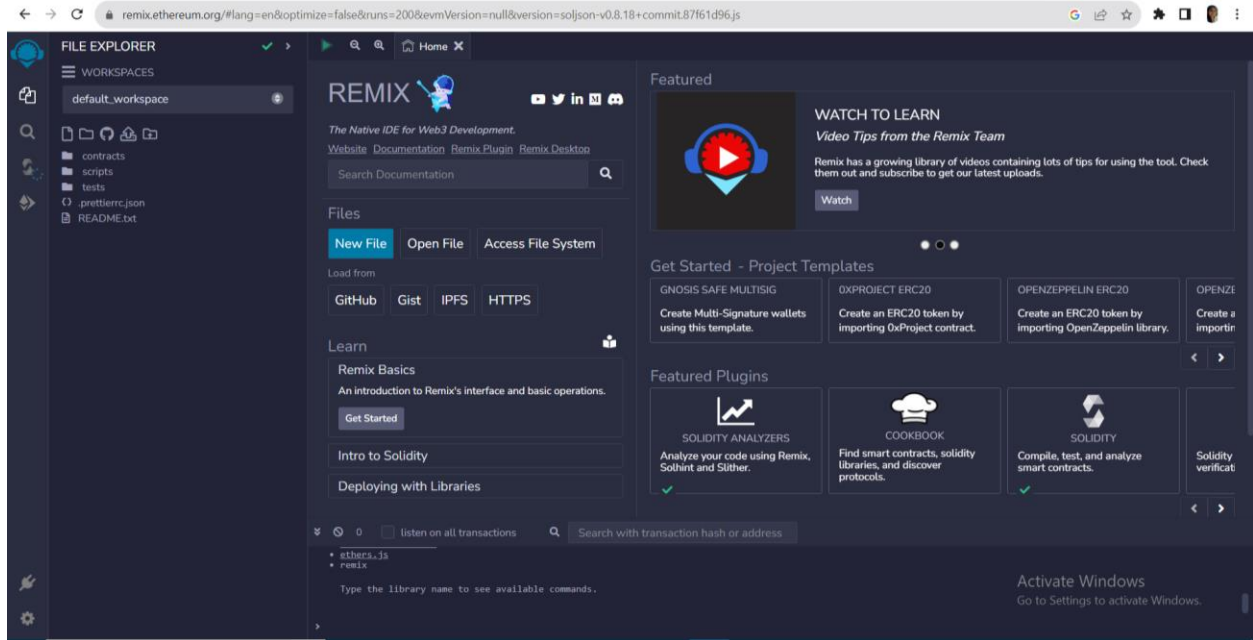 remix.ethereum.org/#lang=en&optimize=false&runs=200&evmVersion=null&version=soljson-v0.8.18+commit.87f61d96.js
FILE EXPLORER
WORKSPACES
default_workspace
contracts
scripts
tests
.prettierrc.json
README.txt
Home
REMIX
The Native IDE for Web3 Development.
Website Documentation Remix Plugin Remix Desktop
Search Documentation
Files
New File Open File Access File System
Load from
GitHub Gist IPFS HTTPS
Learn
Remix Basics
An introduction to Remix's interface and basic operations.
Get Started
Intro to Solidity
Deploying with Libraries
Featured
WATCH TO LEARN
Video Tips from the Remix Team
Remix has a growing library of videos containing lots of tips for using the tool. Check
them out and subscribe to get our latest
uploads.
Watch
Get Started - Project Templates
GNOSIS SAFE MULTISIG
Create Multi-Signature wallets
using this template.
0XPROJECT ERC20
Create an ERC20 token by
importing 0xProject contract.
OPENZEPPELIN ERC20
Create an ERC20 token by
importing OpenZeppelin library.
OPENZE
Create a
importin
Featured Plugins
SOLIDITY ANALYZERS
Analyze your code using Remix,
Solhint and Slither.
COOKBOOK
Find smart contracts, solidity
libraries, and discover
protocols.
SOLIDITY
Compile, test, and analyze
smart contracts.
Solidity
verificati
0 listen on all transactions Search with transaction hash or address
ethers.js
remix
Type the library name to see available commands.
>
Activate Windows
Go to Settings to activate Windows.